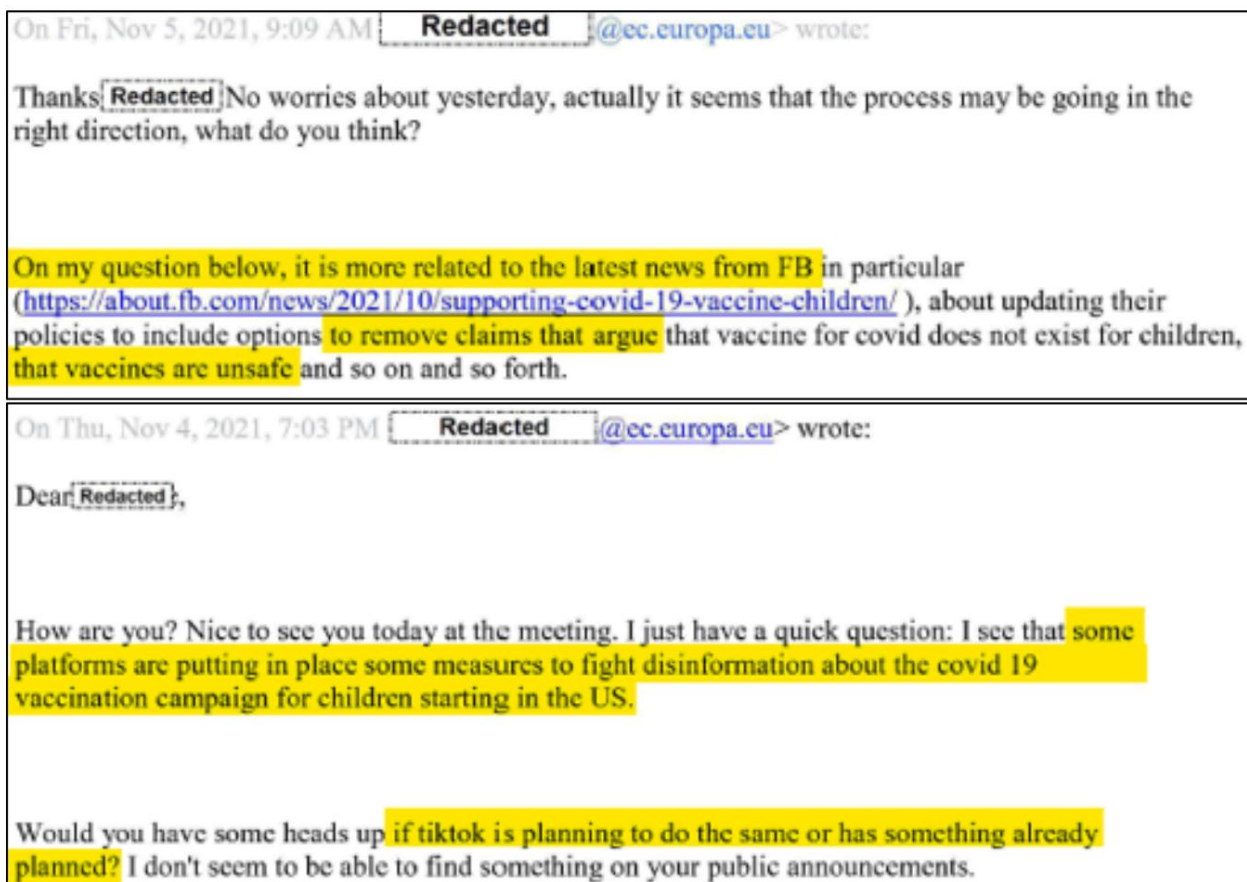 On Fri, Nov 5, 2021, 9:09 AM Redacted @ec.europa.eu> wrote:
Thanks Redacted No worries about yesterday, actually it seems that the process may be going in the
right direction, what do you think?
On my question below, it is more related to the latest news from FB in particular
(https://about.fb.com/news/2021/10/supporting-covid-19-vaccine-children/ ), about updating their
policies to include options to remove claims that argue that vaccine for covid does not exist for children,
that vaccines are unsafe and so on and so forth.
On Thu, Nov 4, 2021, 7:03 PM Redacted @ec.europa.eu> wrote:
Dear Redacted ,
How are you? Nice to see you today at the meeting. I just have a quick question: I see that some
platforms are putting in place some measures to fight disinformation about the covid 19
vaccination campaign for children starting in the US.
Would you have some heads up if tiktok is planning to do the same or has something already
planned? I don't seem to be able to find something on your public announcements.